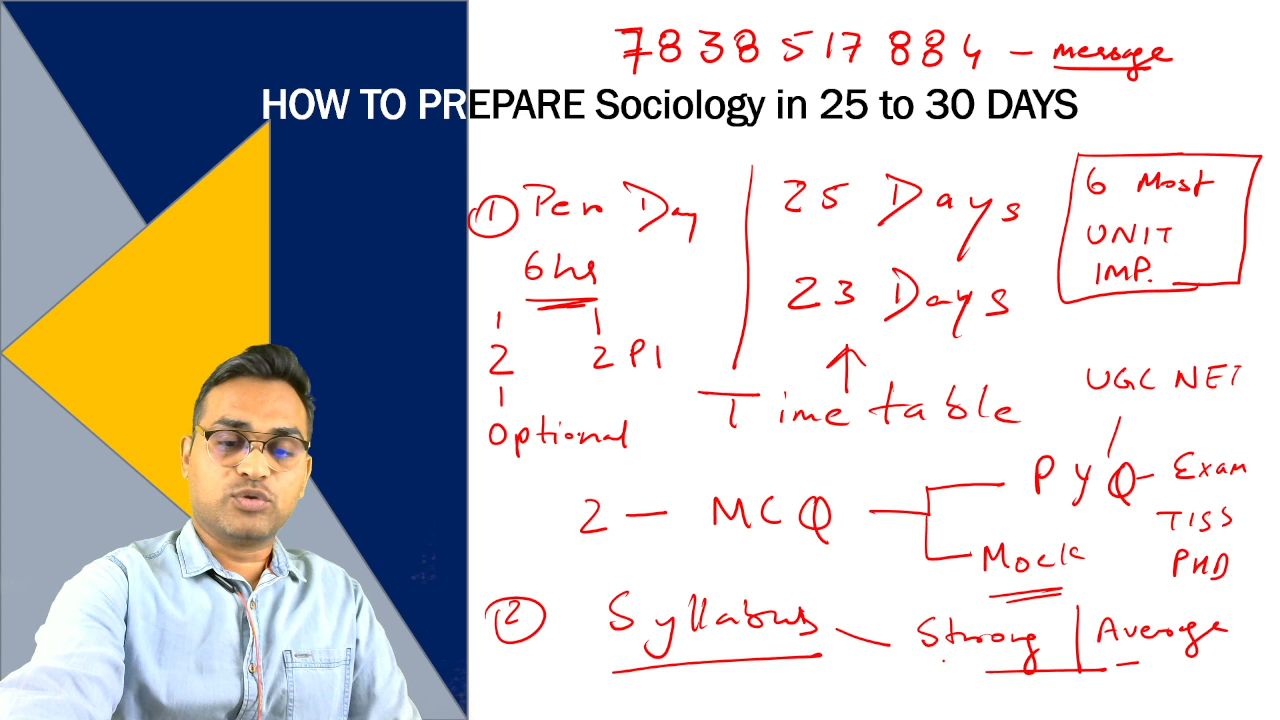 7838517884 - message
HOW TO PREPARE Sociology in 25 to 30 DAYS
① Per Day
6 hr
2 2 P1
Optional
25 Days
23 Days
Time table
6 Most
UNIT
IMP.
UGC NET
2 - MCQ
PYQ - Exam
TISS
PHD
Mock
② Syllabus - Strong | Average